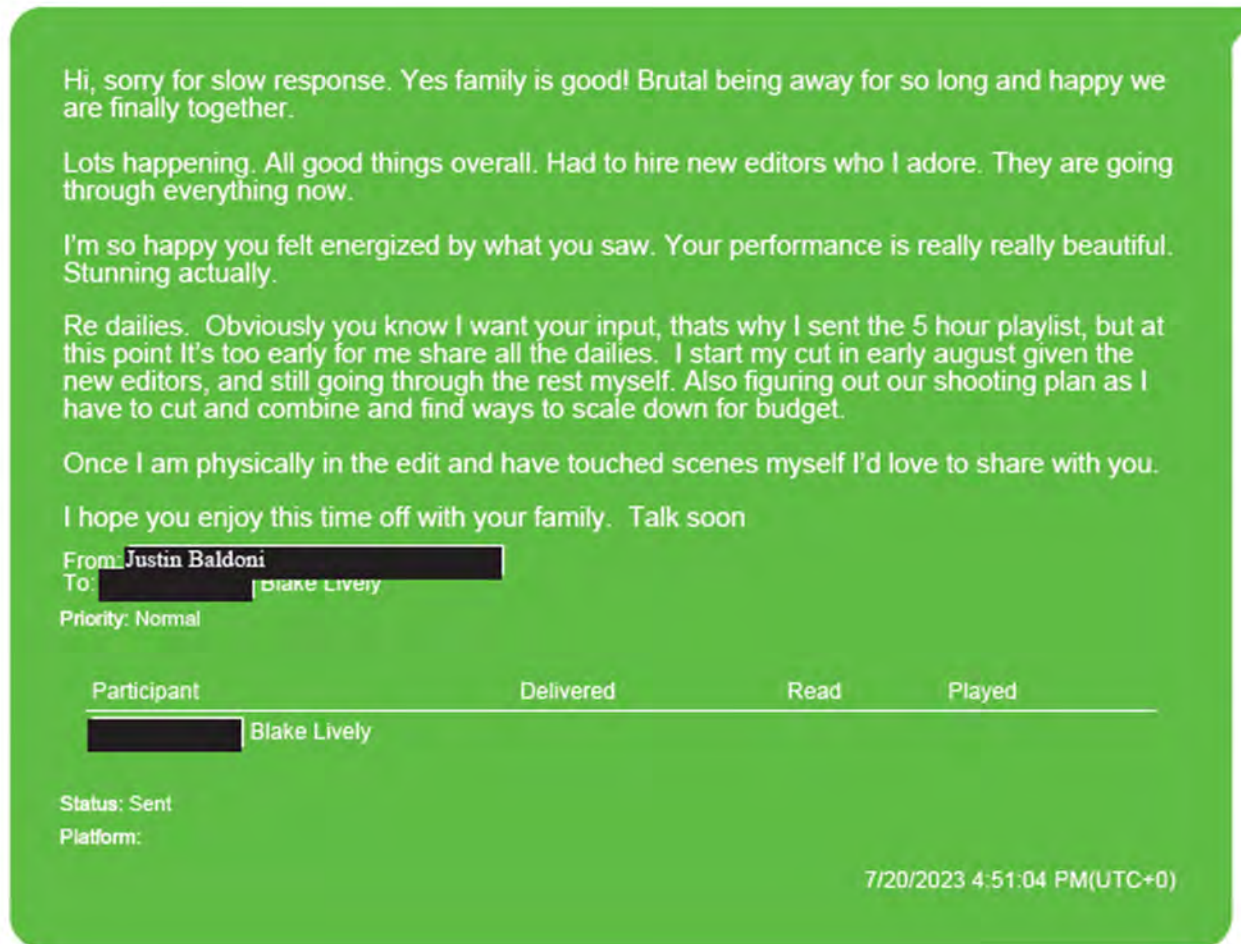 Hi, sorry for slow response. Yes family is good! Brutal being away for so long and happy we
are finally together.
Lots happening. All good things overall. Had to hire new editors who I adore. They are going
through everything now.
I'm so happy you felt energized by what you saw. Your performance is really really beautiful.
Stunning actually.
Re dailies.  Obviously you know I want your input, thats why I sent the 5 hour playlist, but at
this point It's too early for me share all the dailies.  I start my cut in early august given the
new editors, and still going through the rest myself. Also figuring out our shooting plan as I
have to cut and combine and find ways to scale down for budget.
Once I am physically in the edit and have touched scenes myself I'd love to share with you.
I hope you enjoy this time off with your family.  Talk soon
From: Justin Baldoni
To: Blake Lively
Priority: Normal
Participant Delivered Read Played
Blake Lively
Status: Sent
Platform:
7/20/2023 4:51:04 PM(UTC+0)